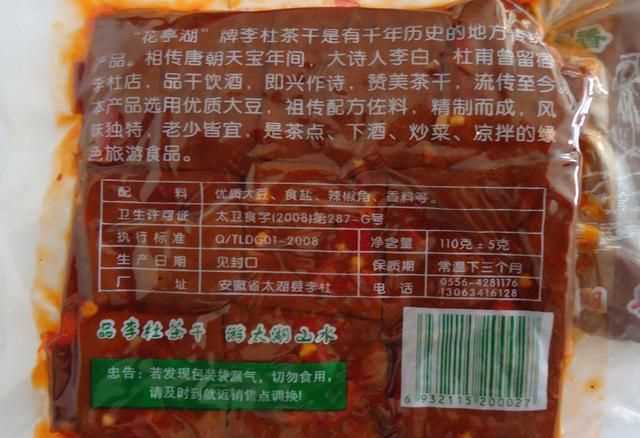 “花亭湖”牌李杜茶干是有千年历史的地方传统
产品。相传唐朝天宝年间，大诗人李白、杜甫曾留宿
李杜店，品干饮酒，即兴作诗，赞美茶干，流传至今。
本产品选用优质大豆，祖传配方佐料，精制而成，风
味独特，老少皆宜，是茶点、下酒、炒菜、凉拌的绿
色旅游食品。
配 料 优质大豆、食盐、辣椒角、香料等。
卫生许可证 太卫食字(2008)第287-G号
执行标准 Q/TLDG01-2008 净含量 110克±5克
生产日期 见封口 保质期 常温下三个月
厂 址 安徽省太湖县李杜 电 话 0556-4281176
13063416128
品李杜茶干 游太湖山水
忠告：若发现包装袋漏气，切勿食用，
请及时到就近销售点调换!
6 932115 200027